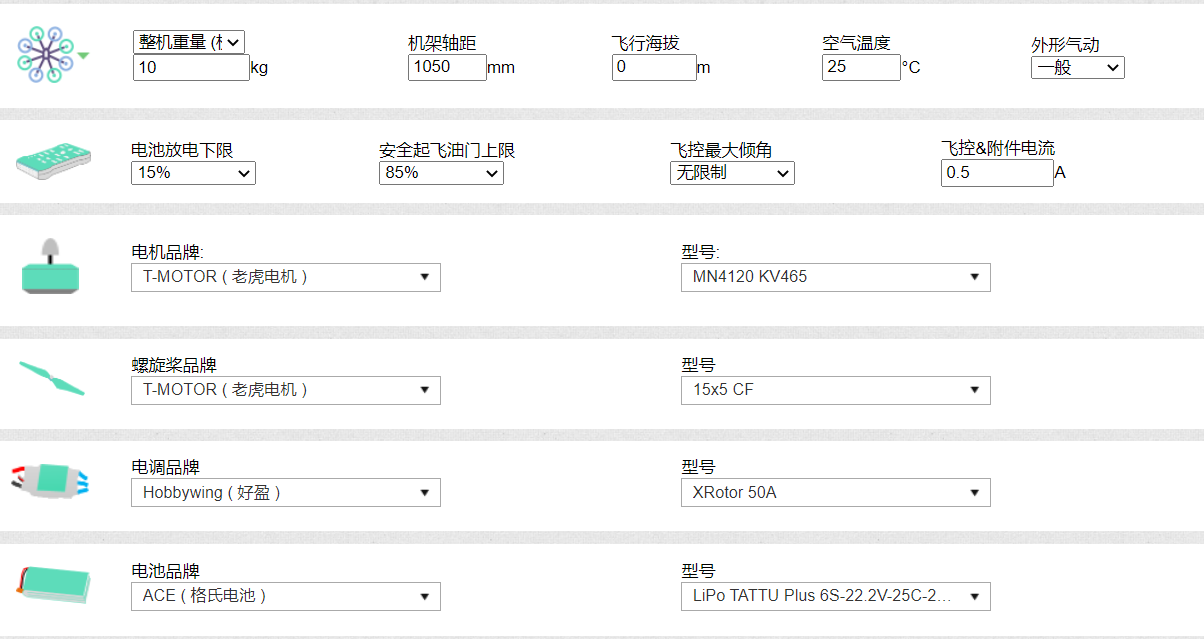 整机重量 (
机架轴距
飞行海拔
空气温度
外形气动
10 kg
1050 mm
0 m
25 °C
一般
电池放电下限
安全起飞油门上限
飞控最大倾角
飞控&附件电流
15%
85%
无限制
0.5 A
电机品牌:
型号:
T-MOTOR ( 老虎电机 )
MN4120 KV465
螺旋桨品牌
型号
T-MOTOR ( 老虎电机 )
15x5 CF
电调品牌
型号
Hobbywing ( 好盈 )
XRotor 50A
电池品牌
型号
ACE ( 格氏电池 )
LiPo TATTU Plus 6S-22.2V-25C-2...